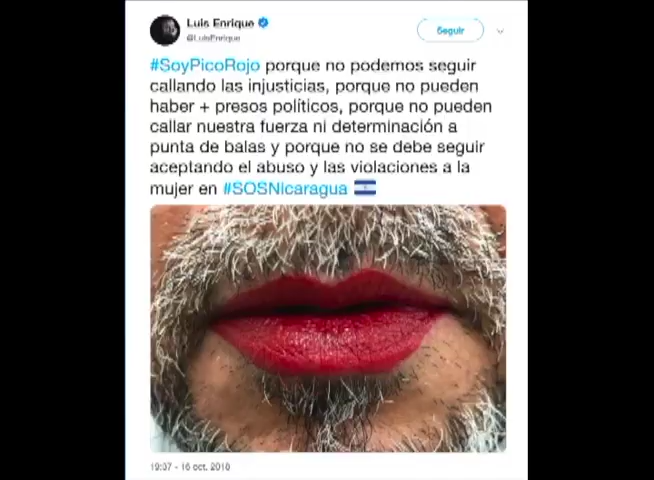 Luis Enrique
@LuisEnrique
Seguir
#SoyPicoRojo porque no podemos seguir
callando las injusticias, porque no pueden
haber + presos políticos, porque no pueden
callar nuestra fuerza ni determinación a
punta de balas y porque no se debe seguir
aceptando el abuso y las violaciones a la
mujer en #SOSNicaragua
19:37 - 16 oct. 2018